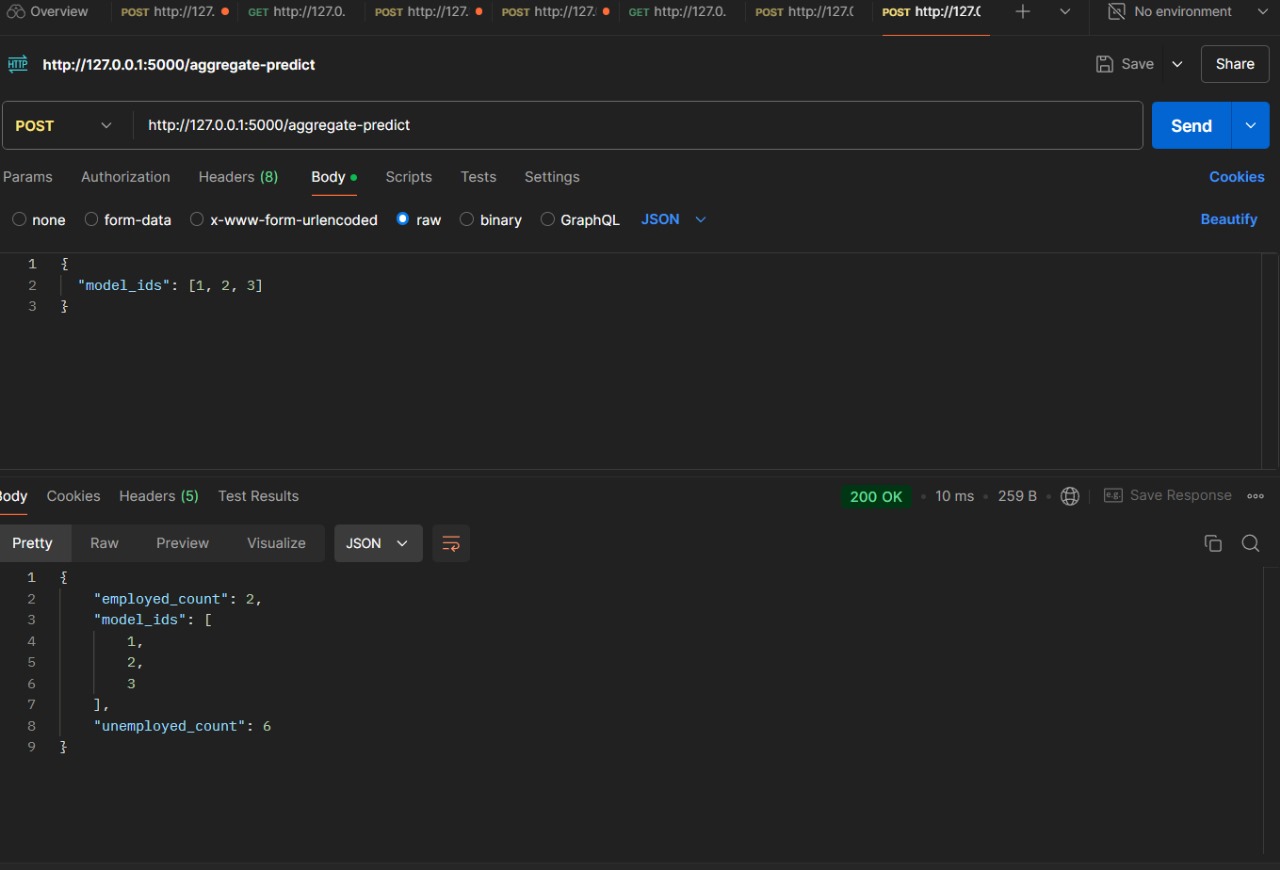 Overview POST http://127. GET http://127.0. POST http://127. POST http://127. GET http://127.0. POST http://127.0 POST http://127.0 No environment
HTTP http://127.0.0.1:5000/aggregate-predict Save Share
POST http://127.0.0.1:5000/aggregate-predict Send
Params Authorization Headers (8) Body Scripts Tests Settings Cookies
none form-data x-www-form-urlencoded raw binary GraphQL JSON Beautify
1 {
2 "model_ids": [1, 2, 3]
3 }
Body Cookies Headers (5) Test Results 200 OK 10 ms 259 B e.g. Save Response
Pretty Raw Preview Visualize JSON
1 {
2 "employed_count": 2,
3 "model_ids": [
4 1,
5 2,
6 3
7 ],
8 "unemployed_count": 6
9 }